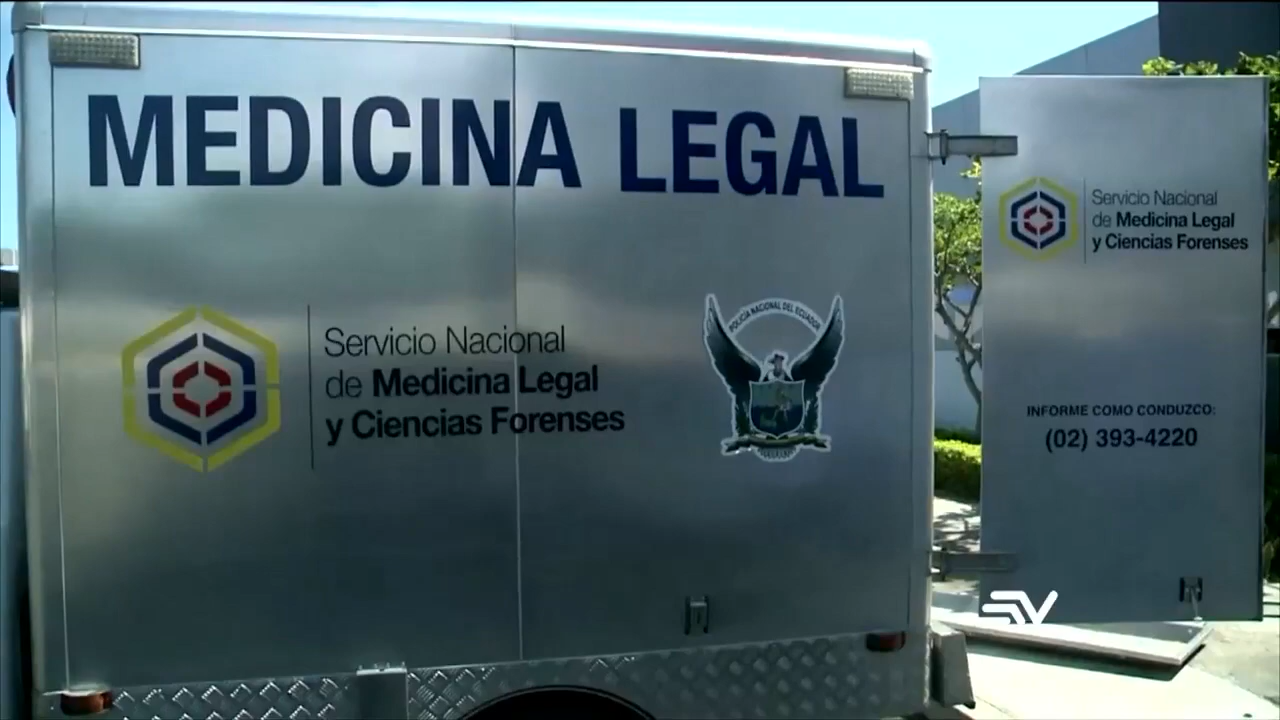 MEDICINA LEGAL
Servicio Nacional
de Medicina Legal
y Ciencias Forenses
POLICIA NACIONAL DEL ECUADOR
Servicio Nacional
de Medicina Legal
y Ciencias Forenses
INFORME COMO CONDUZCO:
(02) 393-4220